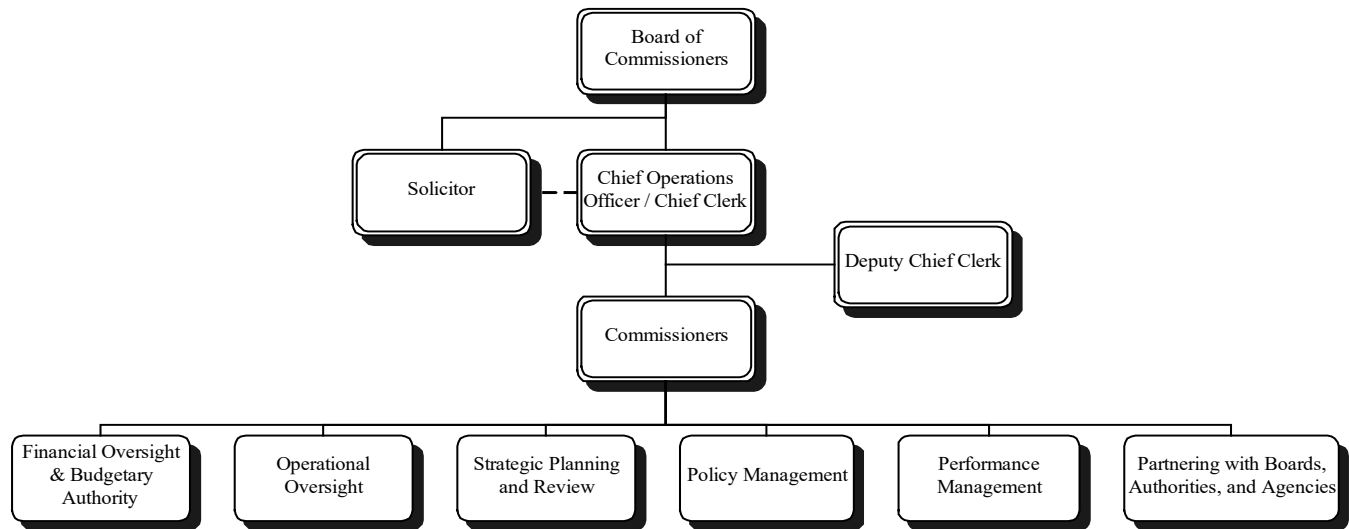 Board of
Commissioners
Solicitor
Chief Operations
Officer / Chief Clerk
Deputy Chief Clerk
Commissioners
Financial Oversight
& Budgetary
Authority
Operational
Oversight
Strategic Planning
and Review
Policy Management
Performance
Management
Partnering with Boards,
Authorities, and Agencies